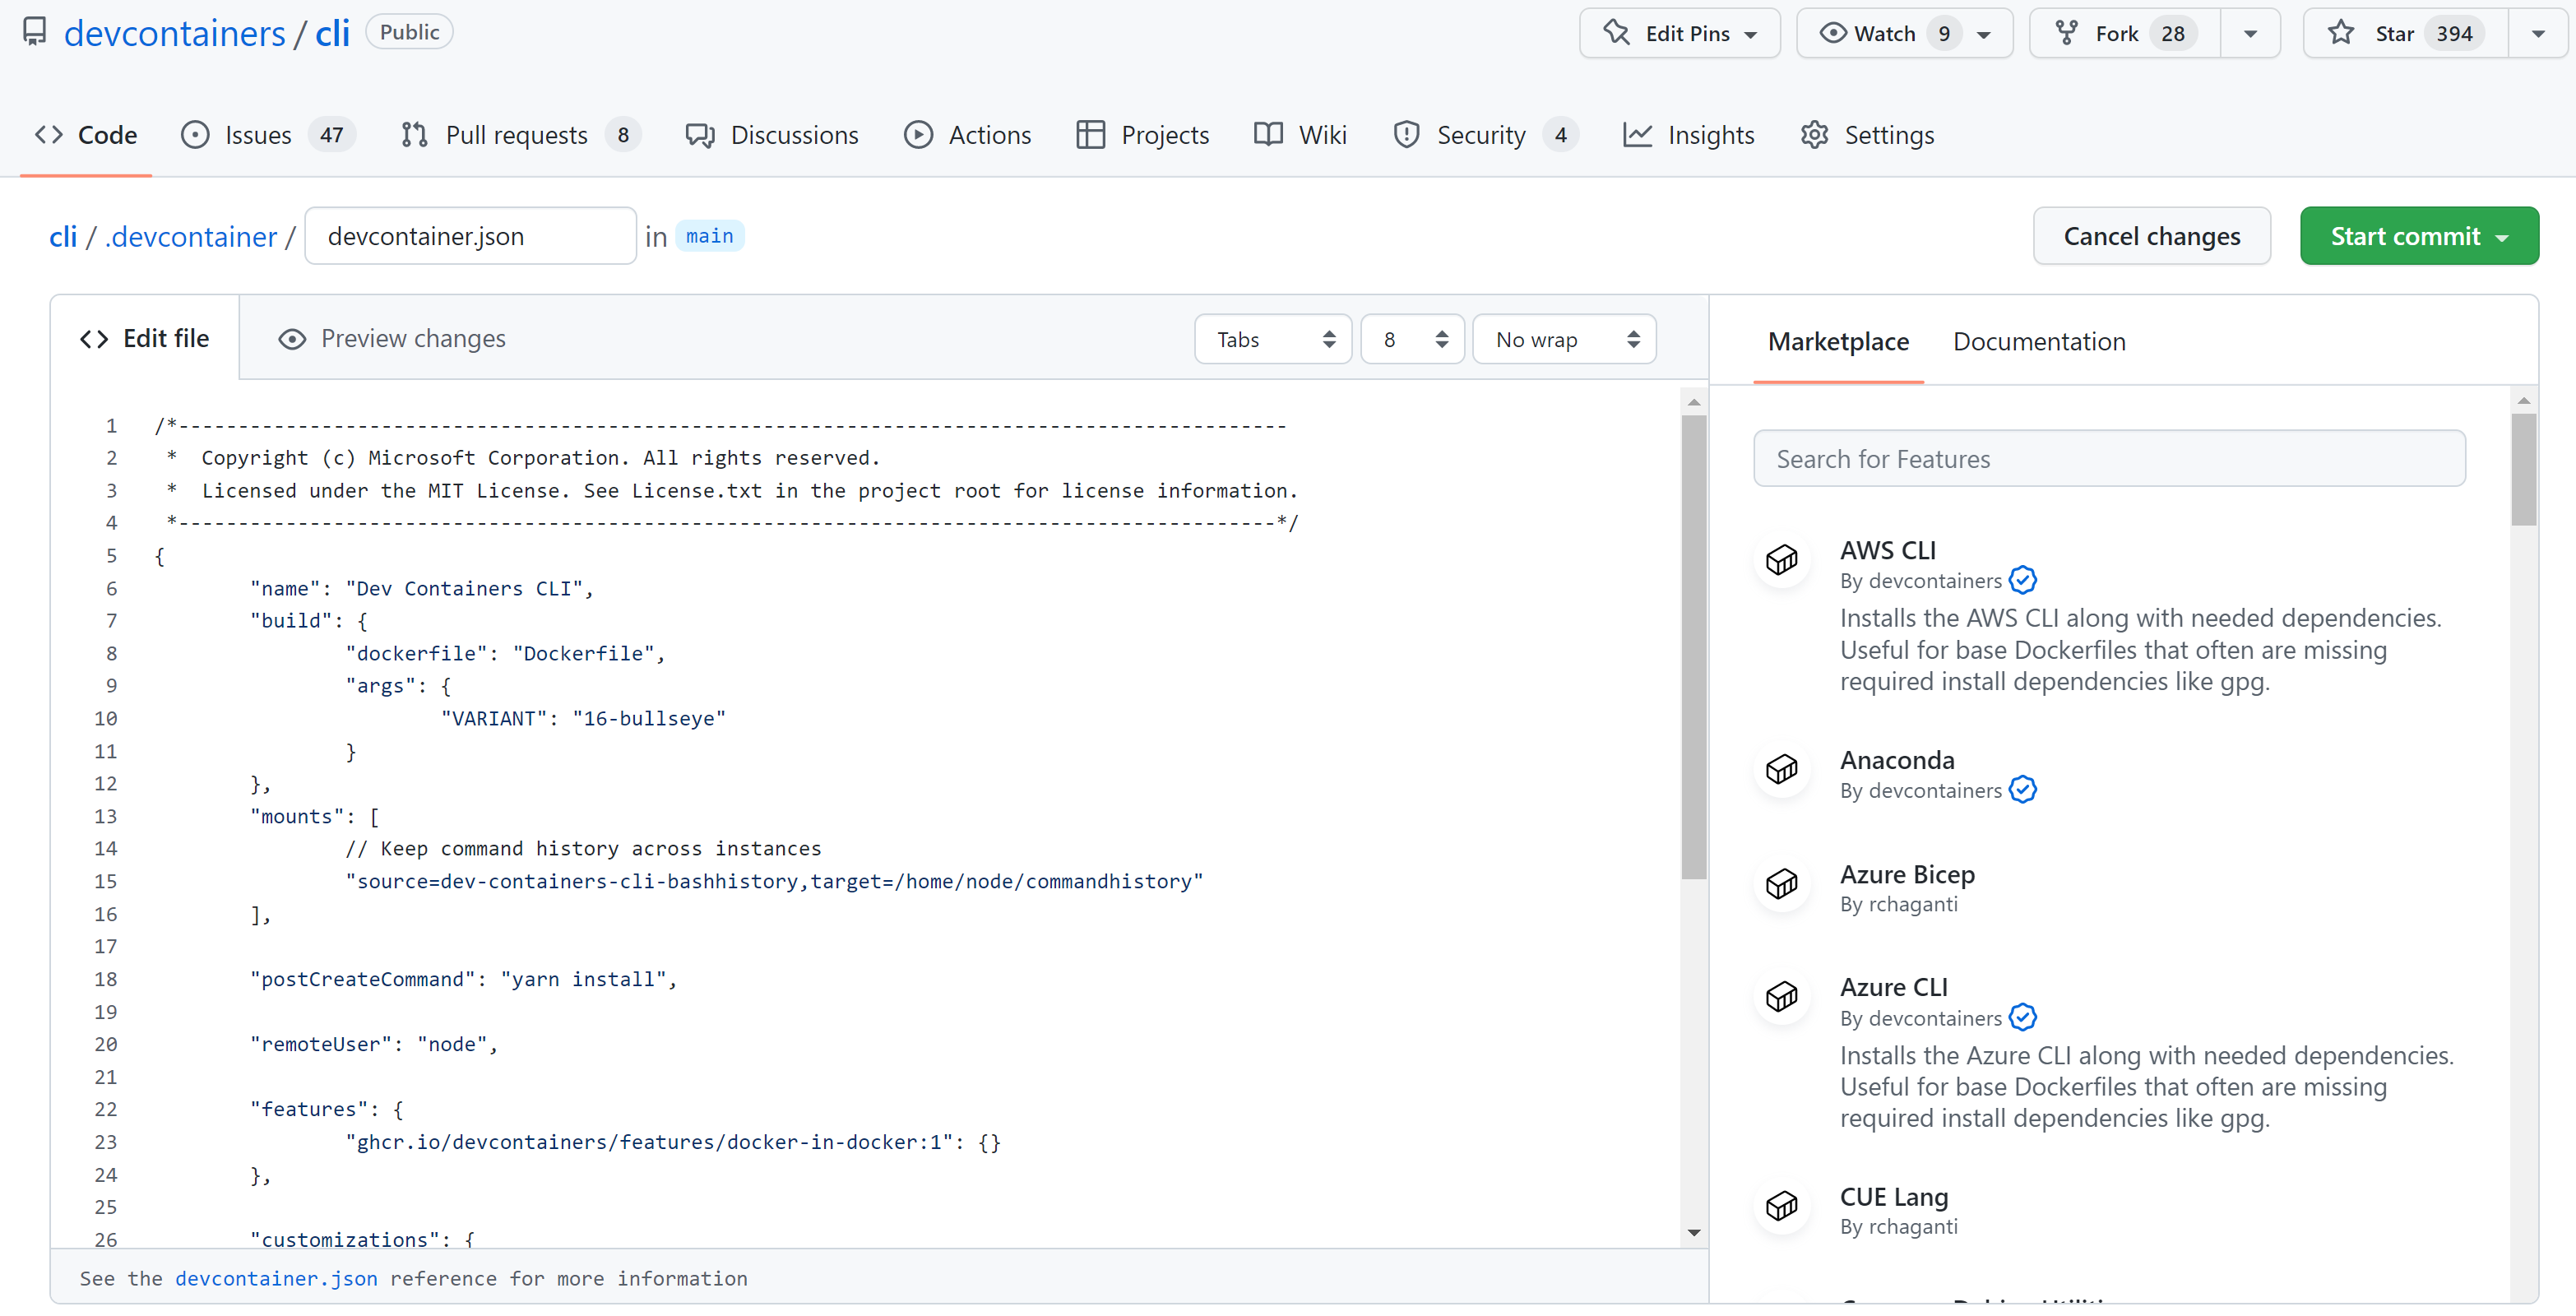 devcontainers / cli Public Edit Pins Watch 9 Fork 28 Star 394
Code Issues 47 Pull requests 8 Discussions Actions Projects Wiki Security 4 Insights Settings
cli / .devcontainer / devcontainer.json in main Cancel changes Start commit
Edit file Preview changes Tabs 8 No wrap
1 /*---------------------------------------------------------------------------------------------
2  *  Copyright (c) Microsoft Corporation. All rights reserved.
3  *  Licensed under the MIT License. See License.txt in the project root for license information.
4  *--------------------------------------------------------------------------------------------*/
5 {
6 "name": "Dev Containers CLI",
7 "build": {
8 "dockerfile": "Dockerfile",
9 "args": {
10 "VARIANT": "16-bullseye"
11 }
12 },
13 "mounts": [
14 // Keep command history across instances
15 "source=dev-containers-cli-bashhistory,target=/home/node/commandhistory"
16 ],
17
18 "postCreateCommand": "yarn install",
19
20 "remoteUser": "node",
21
22 "features": {
23 "ghcr.io/devcontainers/features/docker-in-docker:1": {}
24 },
25
26 "customizations": {
See the devcontainer.json reference for more information
Marketplace Documentation
Search for Features
AWS CLI
By devcontainers
Installs the AWS CLI along with needed dependencies.
Useful for base Dockerfiles that often are missing
required install dependencies like gpg.
Anaconda
By devcontainers
Azure Bicep
By rchaganti
Azure CLI
By devcontainers
Installs the Azure CLI along with needed dependencies.
Useful for base Dockerfiles that often are missing
required install dependencies like gpg.
CUE Lang
By rchaganti